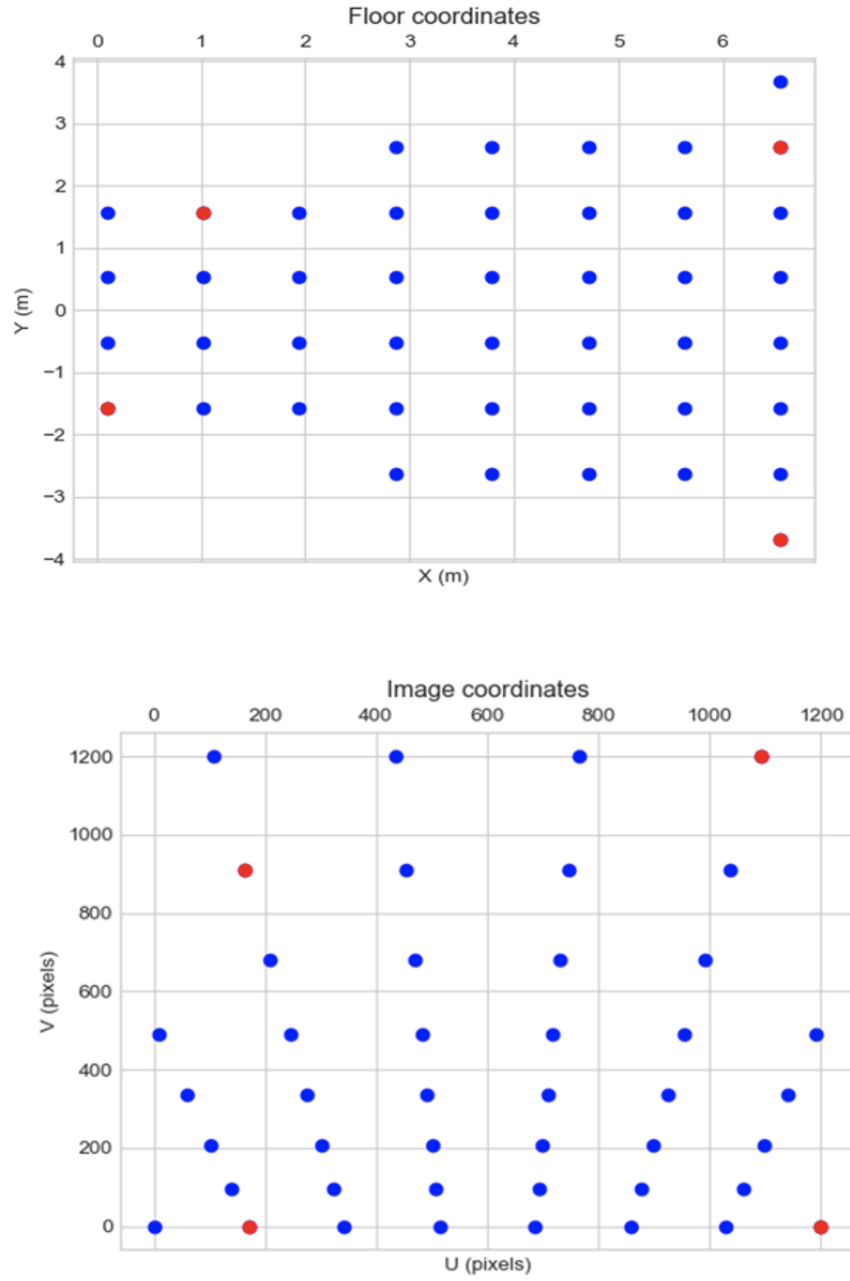 Floor coordinates
0 1 2 3 4 5 6
4
3
2
1
0
−1
−2
−3
−4
Y (m)
X (m)
Image coordinates
0 200 400 600 800 1000 1200
1200
1000
800
600
400
200
0
V (pixels)
U (pixels)